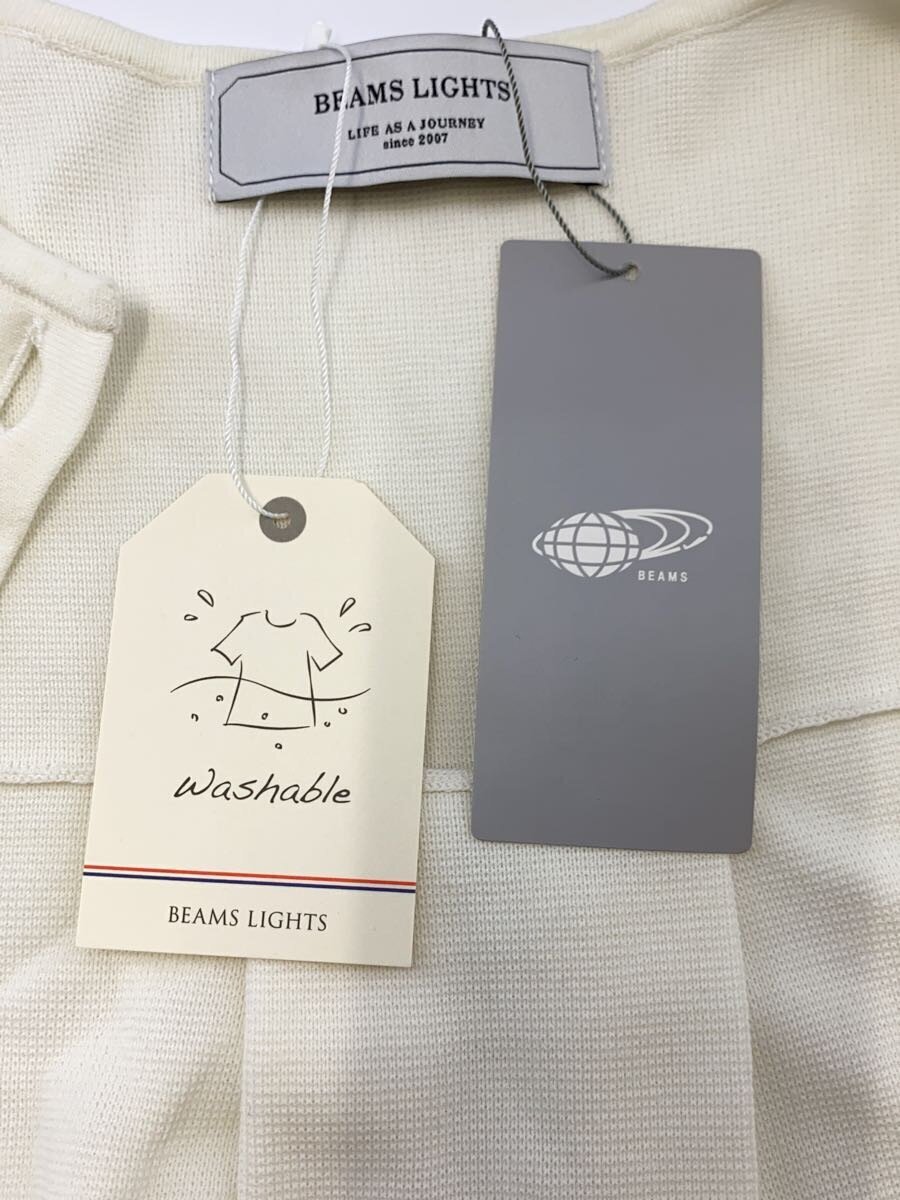 BEAMS LIGHTS
LIFE AS A JOURNEY
since 2007
BEAMS
Washable
BEAMS LIGHTS